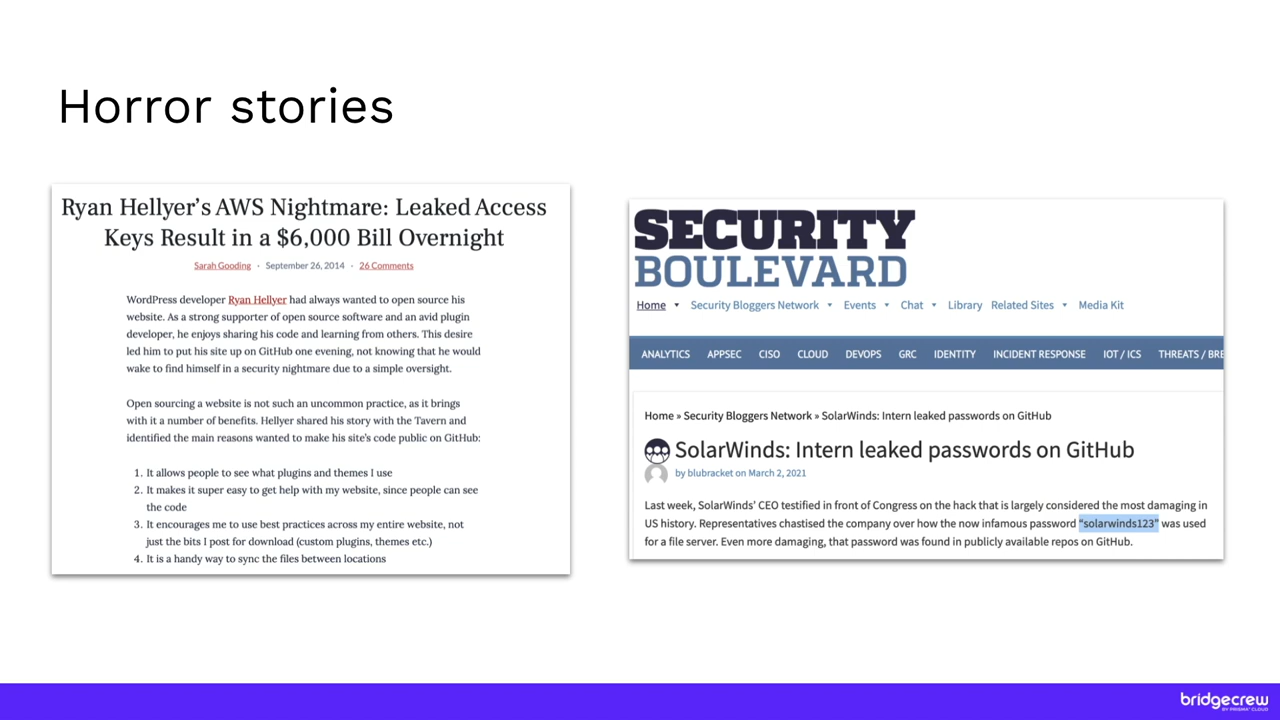 Horror stories
Ryan Hellyer's AWS Nightmare: Leaked Access
Keys Result in a $6,000 Bill Overnight
Sarah Gooding · September 26, 2014 · 26 Comments
WordPress developer Ryan Hellyer had always wanted to open source his
website. As a strong supporter of open source software and an avid plugin
developer, he enjoys sharing his code and learning from others. This desire
led him to put his site up on GitHub one evening, not knowing that he would
wake to find himself in a security nightmare due to a simple oversight.
Open sourcing a website is not such an uncommon practice, as it brings
with it a number of benefits. Hellyer shared his story with the Tavern and
identified the main reasons wanted to make his site's code public on GitHub:
1. It allows people to see what plugins and themes I use
2. It makes it super easy to get help with my website, since people can see
the code
3. It encourages me to use best practices across my entire website, not
just the bits I post for download (custom plugins, themes etc.)
4. It is a handy way to sync the files between locations
SECURITY
BOULEVARD
Home Security Bloggers Network Events Chat Library Related Sites Media Kit
ANALYTICS APPSEC CISO CLOUD DEVOPS GRC IDENTITY INCIDENT RESPONSE IOT / ICS THREATS / BRE
Home » Security Bloggers Network » SolarWinds: Intern leaked passwords on GitHub
SolarWinds: Intern leaked passwords on GitHub
by blubracket on March 2, 2021
Last week, SolarWinds' CEO testified in front of Congress on the hack that is largely considered the most damaging in
US history. Representatives chastised the company over how the now infamous password "solarwinds123" was used
for a file server. Even more damaging, that password was found in publicly available repos on GitHub.
bridgecrew
BY PRISMA® CLOUD